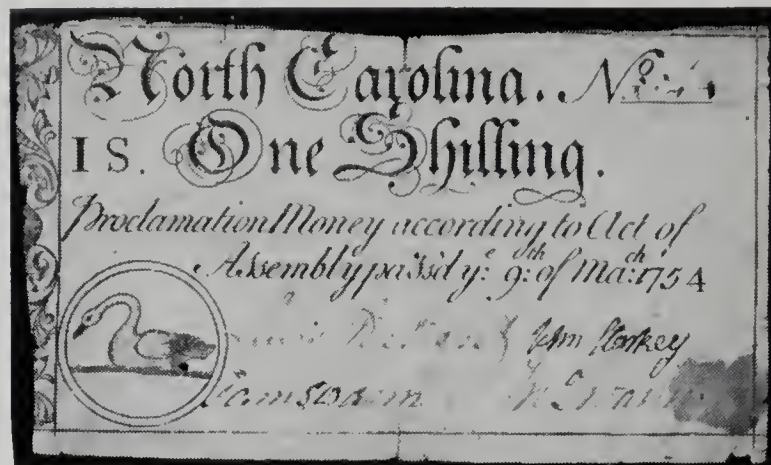 North Carolina. No
1 S. One Shilling.
Proclamation Money according to Act of
Assembly pass'd ye. 9th: of Mach: 1754
John Starkey